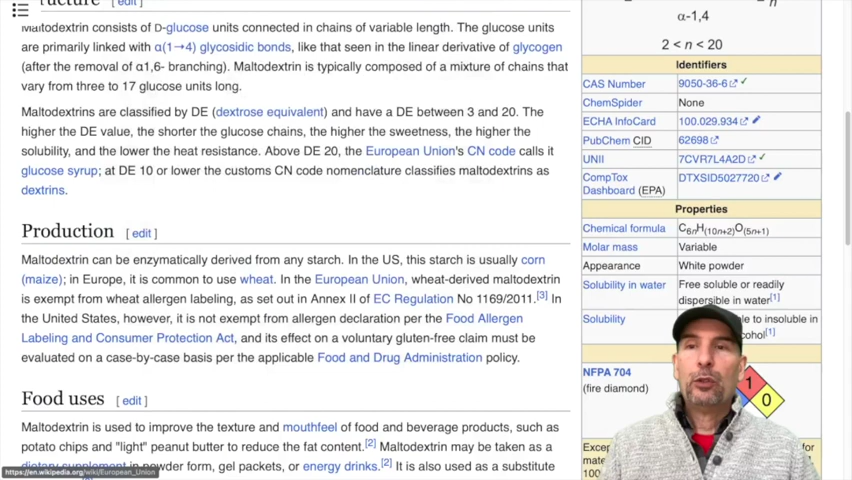 [ edit ]
Maltodextrin consists of D-glucose units connected in chains of variable length. The glucose units
are primarily linked with α(1→4) glycosidic bonds, like that seen in the linear derivative of glycogen
(after the removal of α1,6- branching). Maltodextrin is typically composed of a mixture of chains that
vary from three to 17 glucose units long.
Maltodextrins are classified by DE (dextrose equivalent) and have a DE between 3 and 20. The
higher the DE value, the shorter the glucose chains, the higher the sweetness, the higher the
solubility, and the lower the heat resistance. Above DE 20, the European Union's CN code calls it
glucose syrup; at DE 10 or lower the customs CN code nomenclature classifies maltodextrins as
dextrins.
Production [ edit ]
Maltodextrin can be enzymatically derived from any starch. In the US, this starch is usually corn
(maize); in Europe, it is common to use wheat. In the European Union, wheat-derived maltodextrin
is exempt from wheat allergen labeling, as set out in Annex II of EC Regulation No 1169/2011.[3] In
the United States, however, it is not exempt from allergen declaration per the Food Allergen
Labeling and Consumer Protection Act, and its effect on a voluntary gluten-free claim must be
evaluated on a case-by-case basis per the applicable Food and Drug Administration policy.
Food uses [ edit ]
Maltodextrin is used to improve the texture and mouthfeel of food and beverage products, such as
potato chips and "light" peanut butter to reduce the fat content.[2] Maltodextrin may be taken as a
dietary supplement in powder form, gel packets, or energy drinks.[2] It is also used as a substitute
https://en.wikipedia.org/wiki/European_Union
n
α-1,4
2 < n < 20
Identifiers
CAS Number 9050-36-6
ChemSpider None
ECHA InfoCard 100.029.934
PubChem CID 62698
UNII 7CVR7L4A2D
CompTox
Dashboard (EPA) DTXSID5027720
Properties
Chemical formula C6nH(10n+2)O(5n+1)
Molar mass Variable
Appearance White powder
Solubility in water Free soluble or readily
dispersible in water[1]
Solubility to insoluble in
[1]
NFPA 704
(fire diamond)
1
0
100